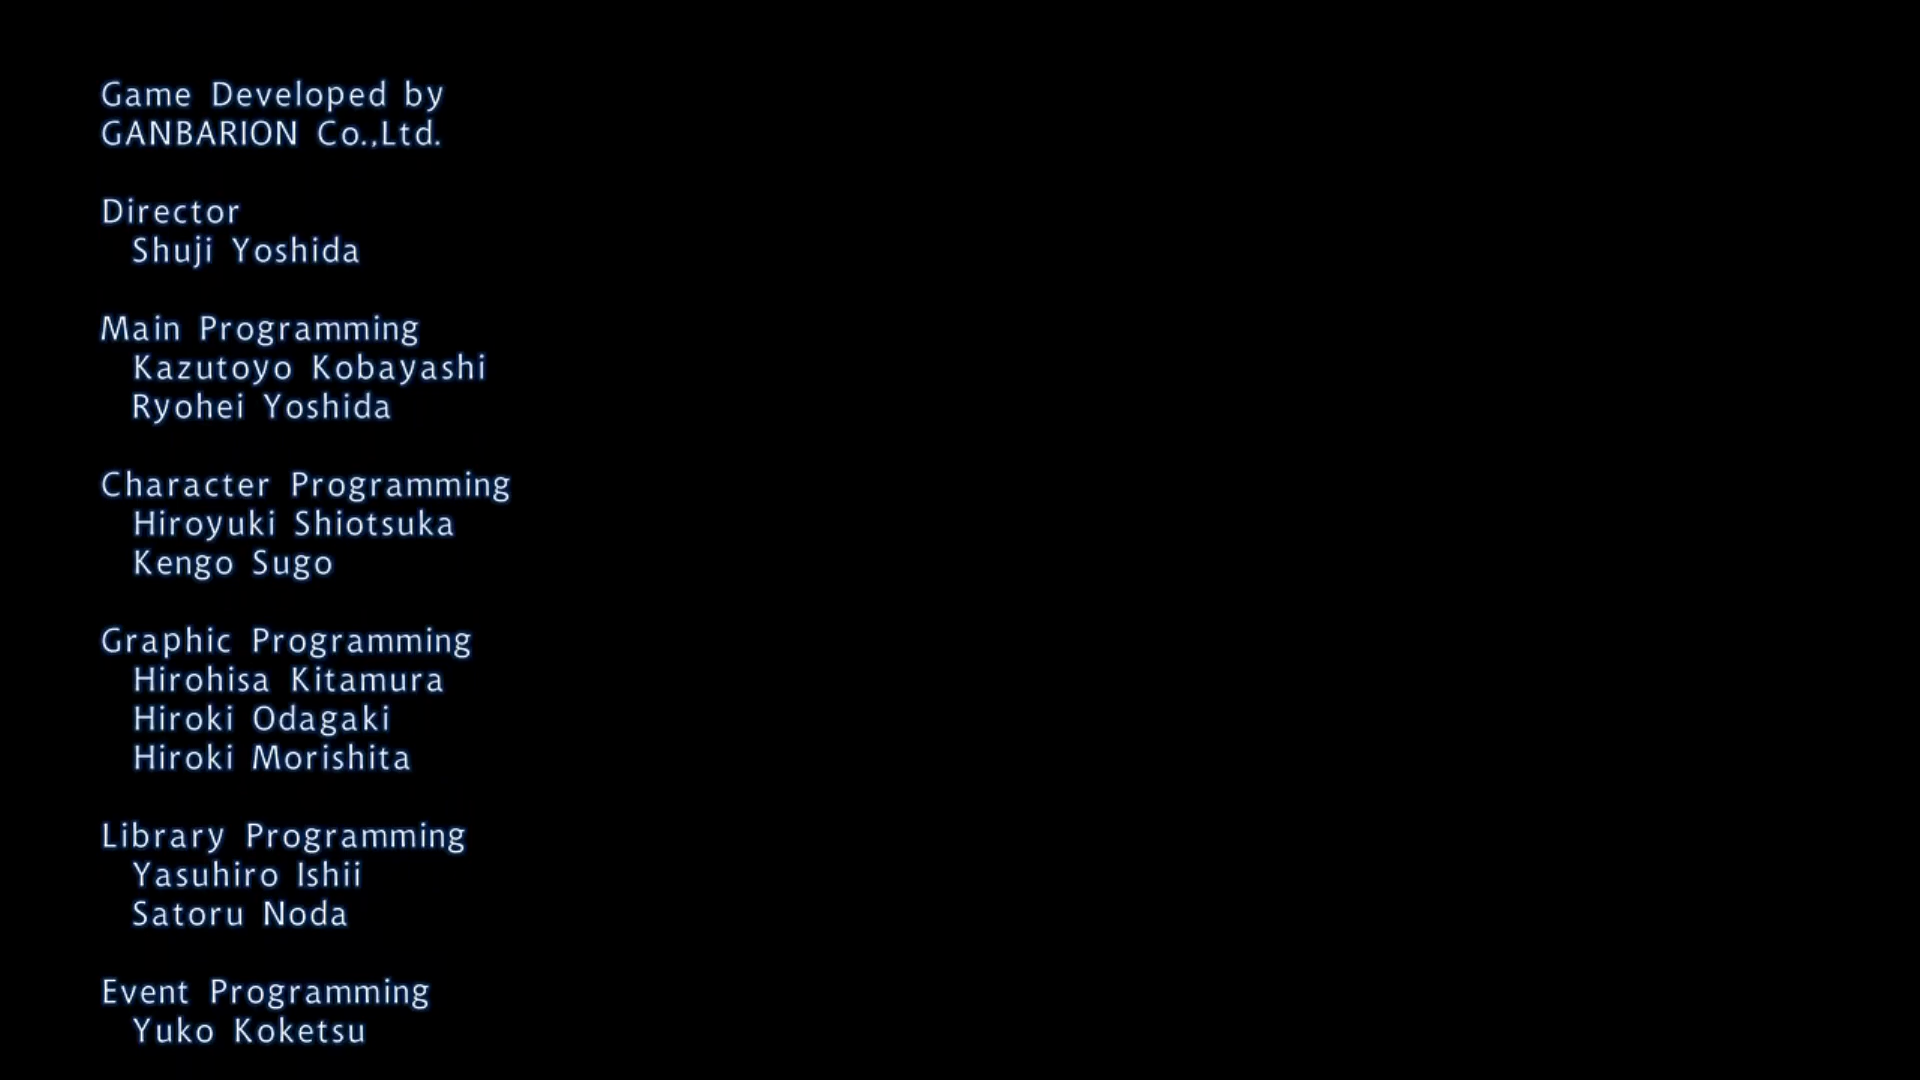 Game Developed by
GANBARION Co.,Ltd.
Director
Shuji Yoshida
Main Programming
Kazutoyo Kobayashi
Ryohei Yoshida
Character Programming
Hiroyuki Shiotsuka
Kengo Sugo
Graphic Programming
Hirohisa Kitamura
Hiroki Odagaki
Hiroki Morishita
Library Programming
Yasuhiro Ishii
Satoru Noda
Event Programming
Yuko Koketsu